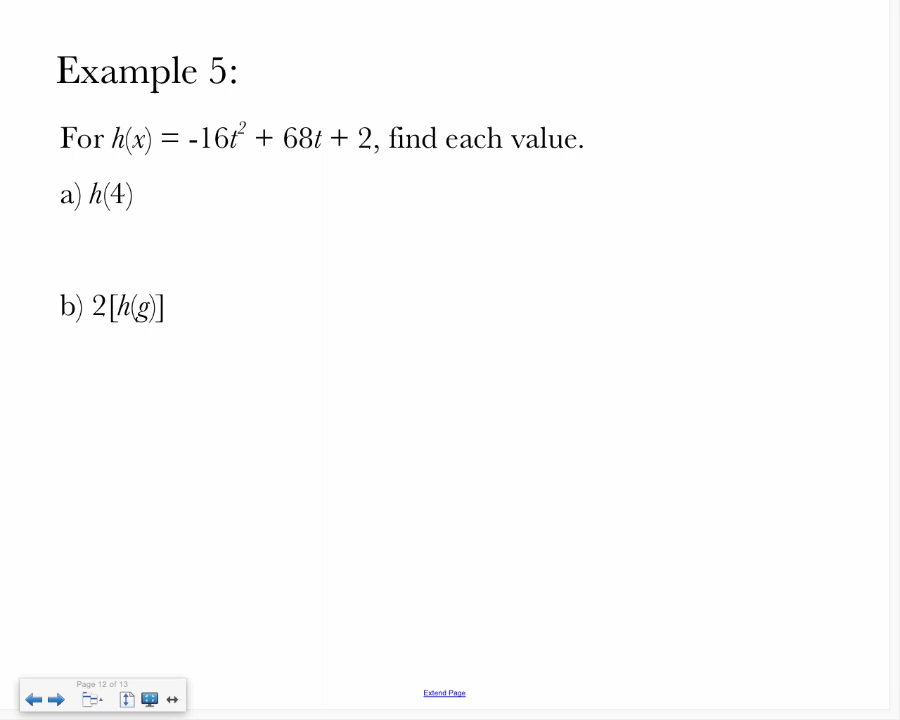 Example 5:
For h(x) = -16t² + 68t + 2, find each value.
a) h(4)
b) 2[h(g)]
Page 12 of 13
Extend Page